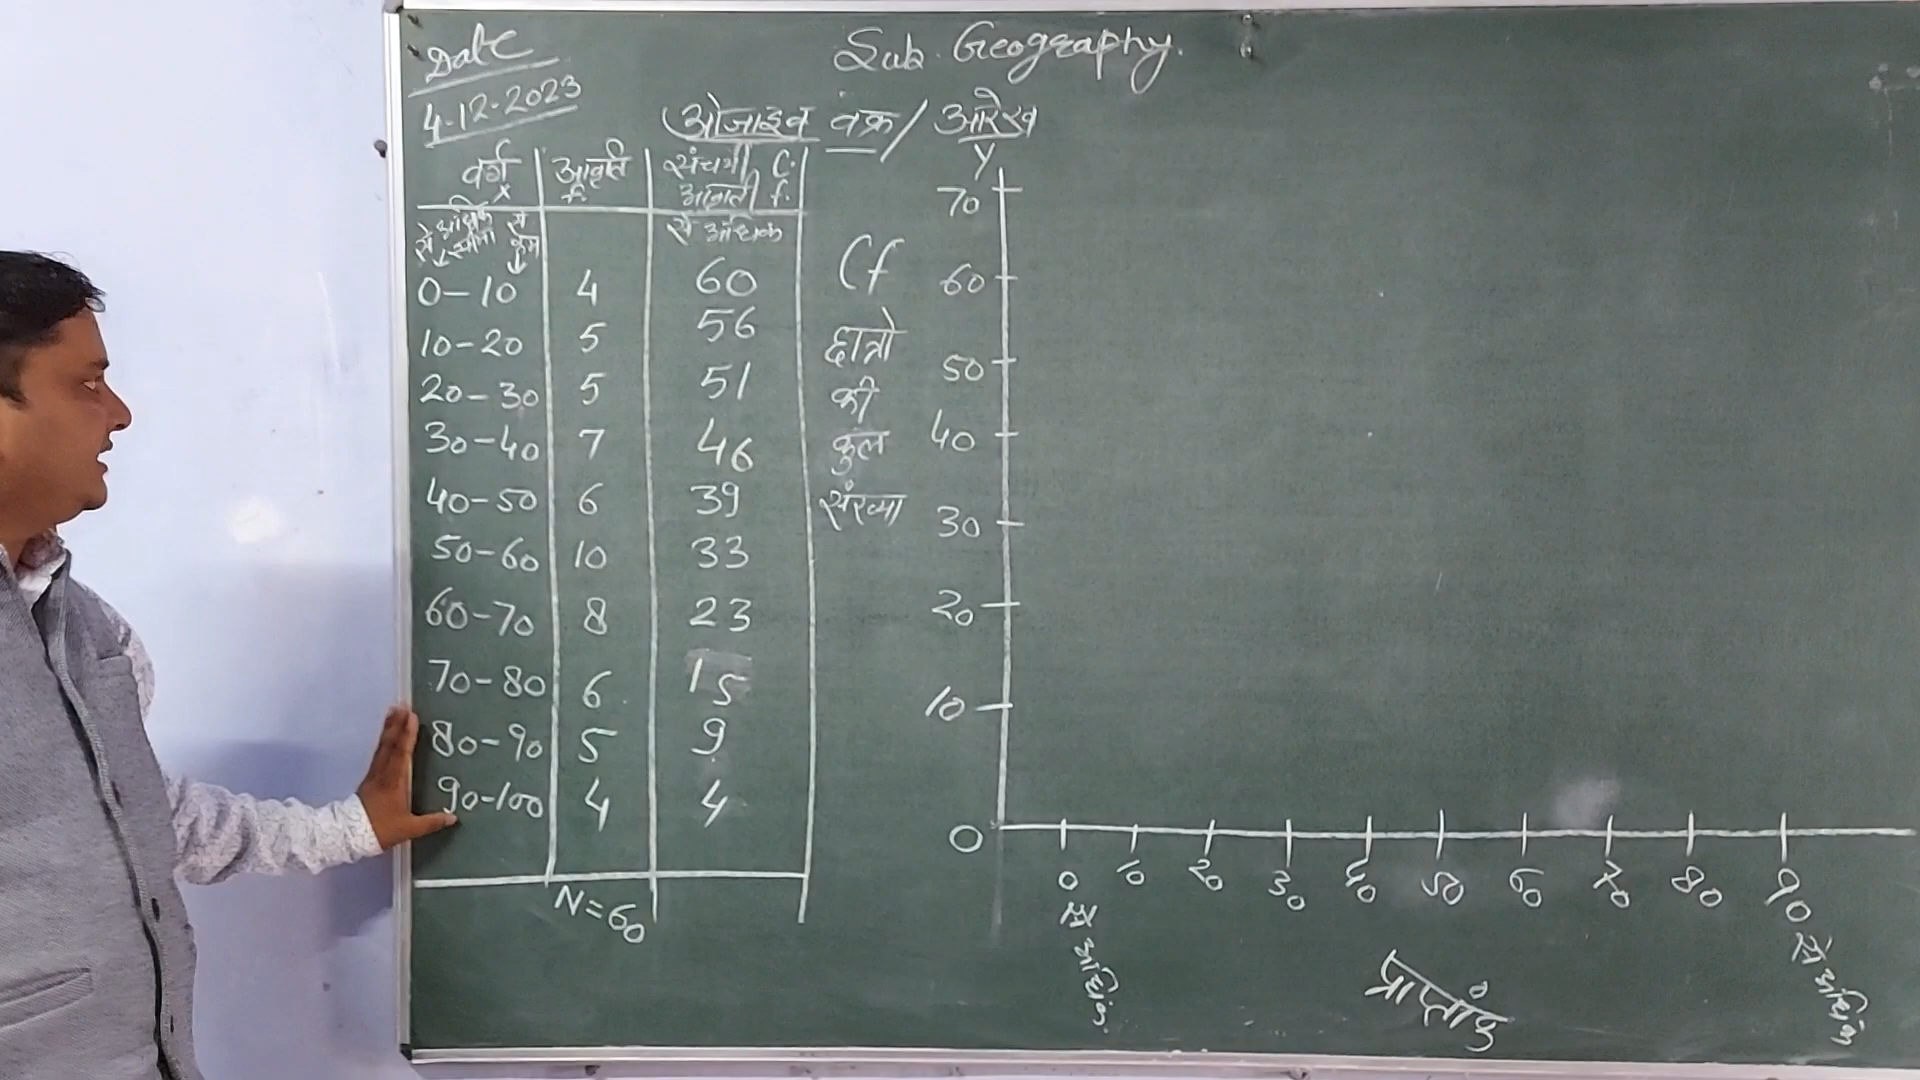 Date
4-12-2023
Sub. Geography.
ओजाइव वक्र / आरेख
वर्ग x | आवृति f. | संचयी आवृती C. f.
से अधिक सीमा | से कम | से अधिक
0-10 4 60
10-20 5 56
20-30 5 51
30-40 7 46
40-50 6 39
50-60 10 33
60-70 8 23
70-80 6 15
80-90 5 9
90-100 4 4
N=60
Cf
छात्रो
की
कुल
संख्या
Y
70
60
50
40
30
20
10
0
0 10 20 30 40 50 60 70 80 90
से अधिक
से अधिक
प्राप्तांक